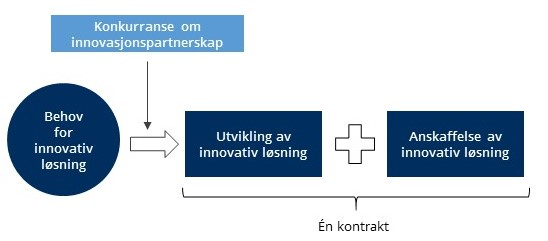 Konkurranse om
innovasjonspartnerskap
Behov
for
innovativ
løsning
Utvikling av
innovativ løsning
Anskaffelse av
innovativ løsning
Én kontrakt